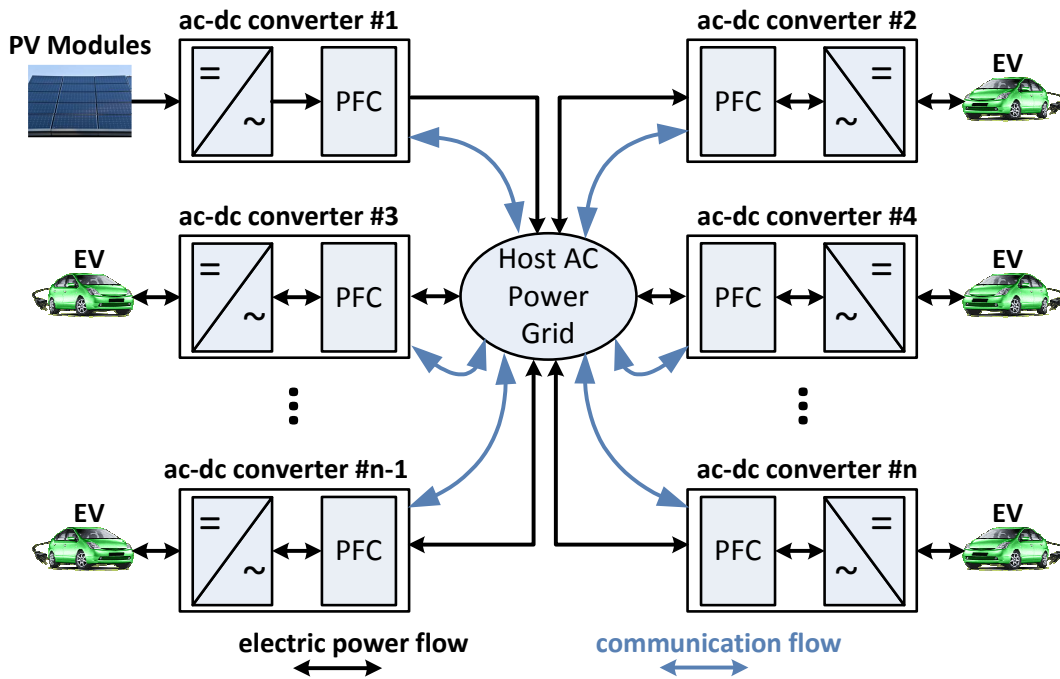 ac-dc converter #1
PV Modules
=
~
PFC
ac-dc converter #2
EV
PFC
=
~
ac-dc converter #3
EV
=
~
PFC
Host AC
Power
Grid
ac-dc converter #4
EV
PFC
=
~
ac-dc converter #n-1
EV
=
~
PFC
ac-dc converter #n
EV
PFC
=
~
electric power flow
communication flow